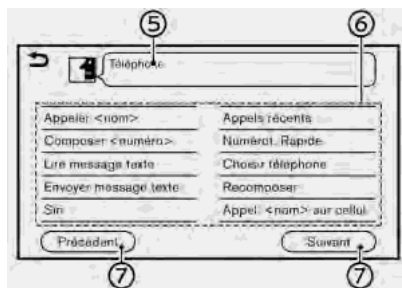 ⑤ ⑥
Téléphone
Appeler <nom> Appels récents
Composer <numéro> Numérot. Rapide
Lire message texte Choisir téléphone
Envoyer message texte Recomposer
Siri Appel. <nom> sur cellul.
Précédent Suivant
⑦ ⑦